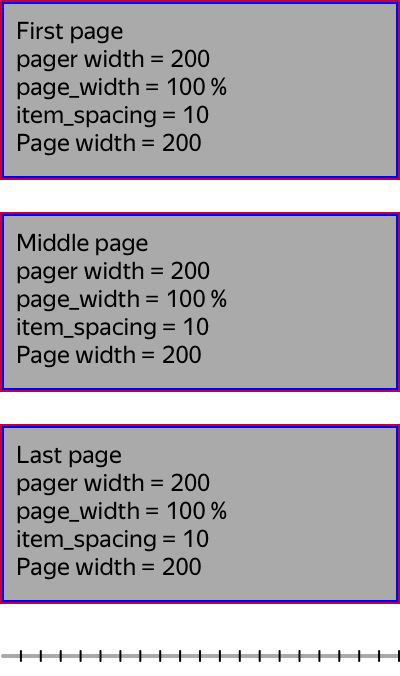 First page
pager width = 200
page_width = 100 %
item_spacing = 10
Page width = 200
Middle page
pager width = 200
page_width = 100 %
item_spacing = 10
Page width = 200
Last page
pager width = 200
page_width = 100 %
item_spacing = 10
Page width = 200